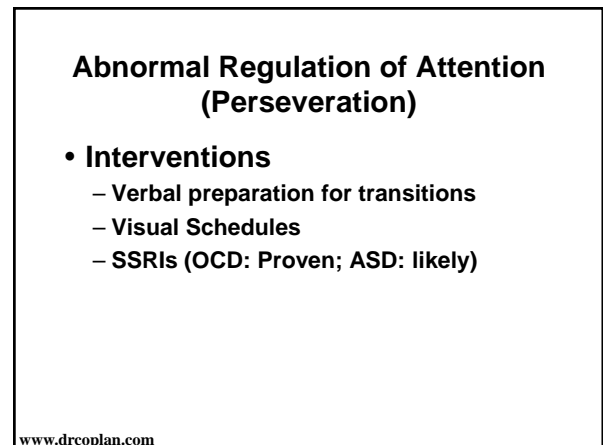 Abnormal Regulation of Attention
(Perseveration)
• Interventions
– Verbal preparation for transitions
– Visual Schedules
– SSRIs (OCD: Proven; ASD: likely)
www.drcoplan.com